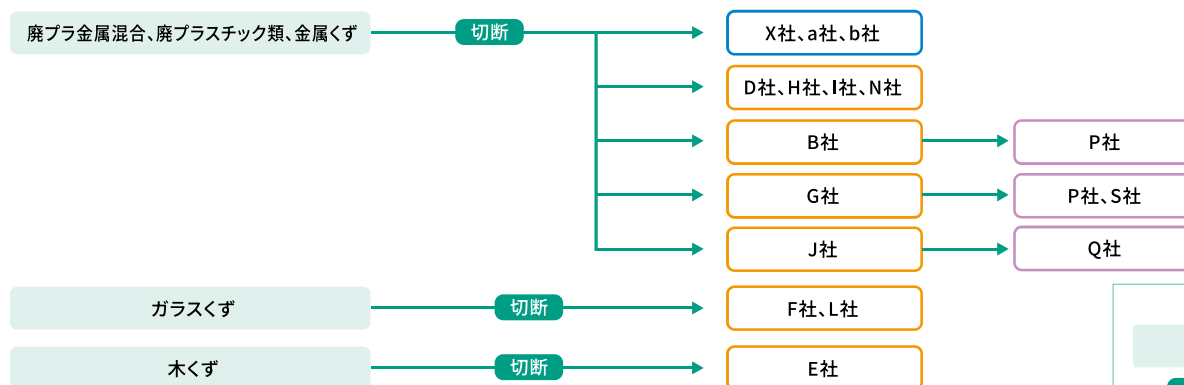 廃プラ金属混合、廃プラスチック類、金属くず
切断
X社、a社、b社
D社、H社、I社、N社
B社
P社
G社
P社、S社
J社
Q社
ガラスくず
切断
F社、L社
木くず
切断
E社